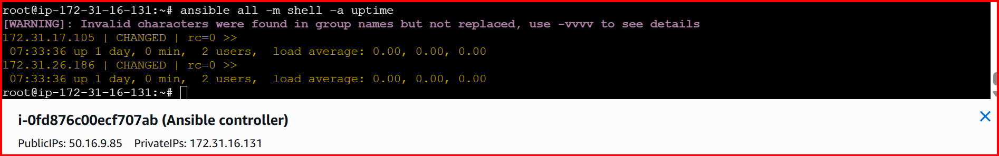 root@ip-172-31-16-131:~# ansible all -m shell -a uptime
[WARNING]: Invalid characters were found in group names but not replaced, use -vvvv to see details
172.31.17.105 | CHANGED | rc=0 >>
 07:33:36 up 1 day, 0 min,  2 users,  load average: 0.00, 0.00, 0.00
172.31.26.186 | CHANGED | rc=0 >>
 07:33:36 up 1 day, 0 min,  2 users,  load average: 0.00, 0.00, 0.00
root@ip-172-31-16-131:~#
i-0fd876c00ecf707ab (Ansible controller)
PublicIPs: 50.16.9.85 PrivateIPs: 172.31.16.131